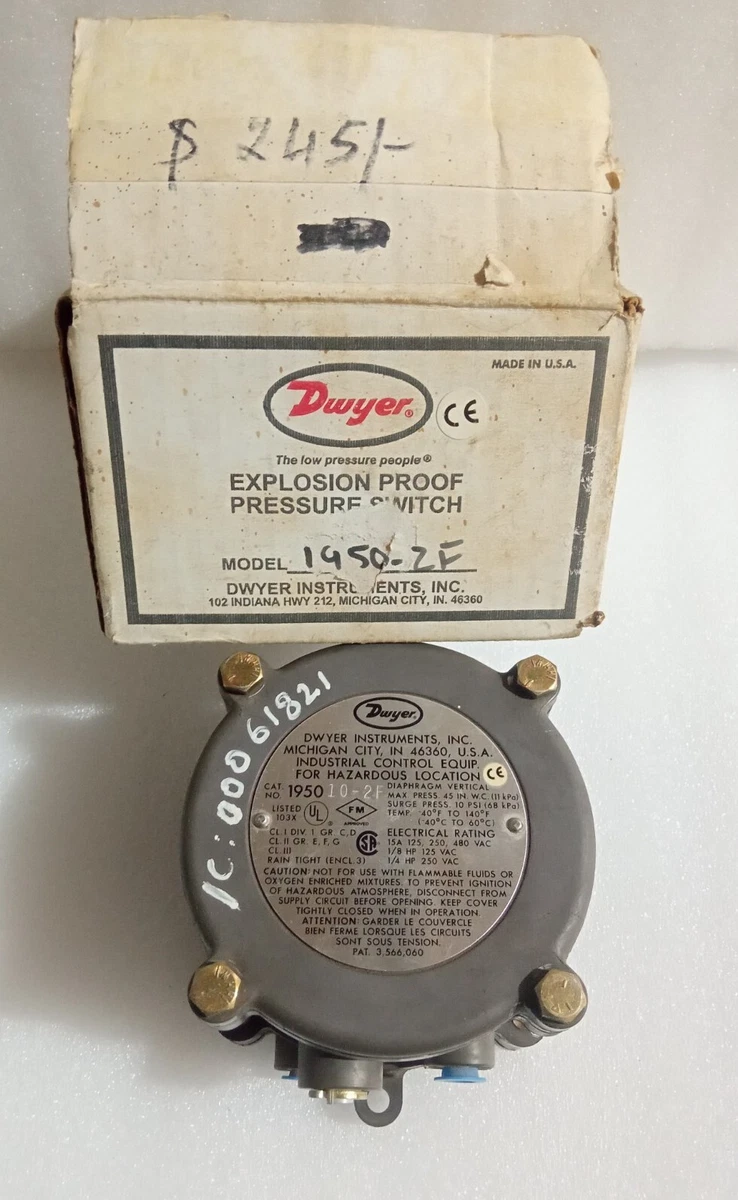 $ 245/-
MADE IN U.S.A.
Dwyer® CE
The low pressure people®
EXPLOSION PROOF
PRESSURE SWITCH
MODEL 1950-2F
DWYER INSTRUMENTS, INC.
102 INDIANA HWY 212, MICHIGAN CITY, IN. 46360
IC:00061821
Dwyer
DWYER INSTRUMENTS, INC.
MICHIGAN CITY, IN 46360, U.S.A.
INDUSTRIAL CONTROL EQUIP.
FOR HAZARDOUS LOCATION CE
CAT. NO. 1950 10-2F
DIAPHRAGM VERTICAL
MAX. PRESS. 45 IN. W.C. (11 kPa)
SURGE PRESS. 10 PSI (68 kPa)
TEMP. -40°F TO 140°F
(-40°C TO 60°C)
LISTED 103X UL FM APPROVED
CL. I DIV. 1 GR. C, D
CL. II GR. E, F, G
CL. III
RAIN TIGHT (ENCL. 3)
SA
ELECTRICAL RATING
15A 125, 250, 480 VAC
1/8 HP 125 VAC
1/4 HP 250 VAC
CAUTION: NOT FOR USE WITH FLAMMABLE FLUIDS OR
OXYGEN ENRICHED MIXTURES. TO PREVENT IGNITION
OF HAZARDOUS ATMOSPHERE, DISCONNECT FROM
SUPPLY CIRCUIT BEFORE OPENING. KEEP COVER
TIGHTLY CLOSED WHEN IN OPERATION.
ATTENTION: GARDER LE COUVERCLE
BIEN FERME LORSQUE LES CIRCUITS
SONT SOUS TENSION.
PAT. 3,566,060